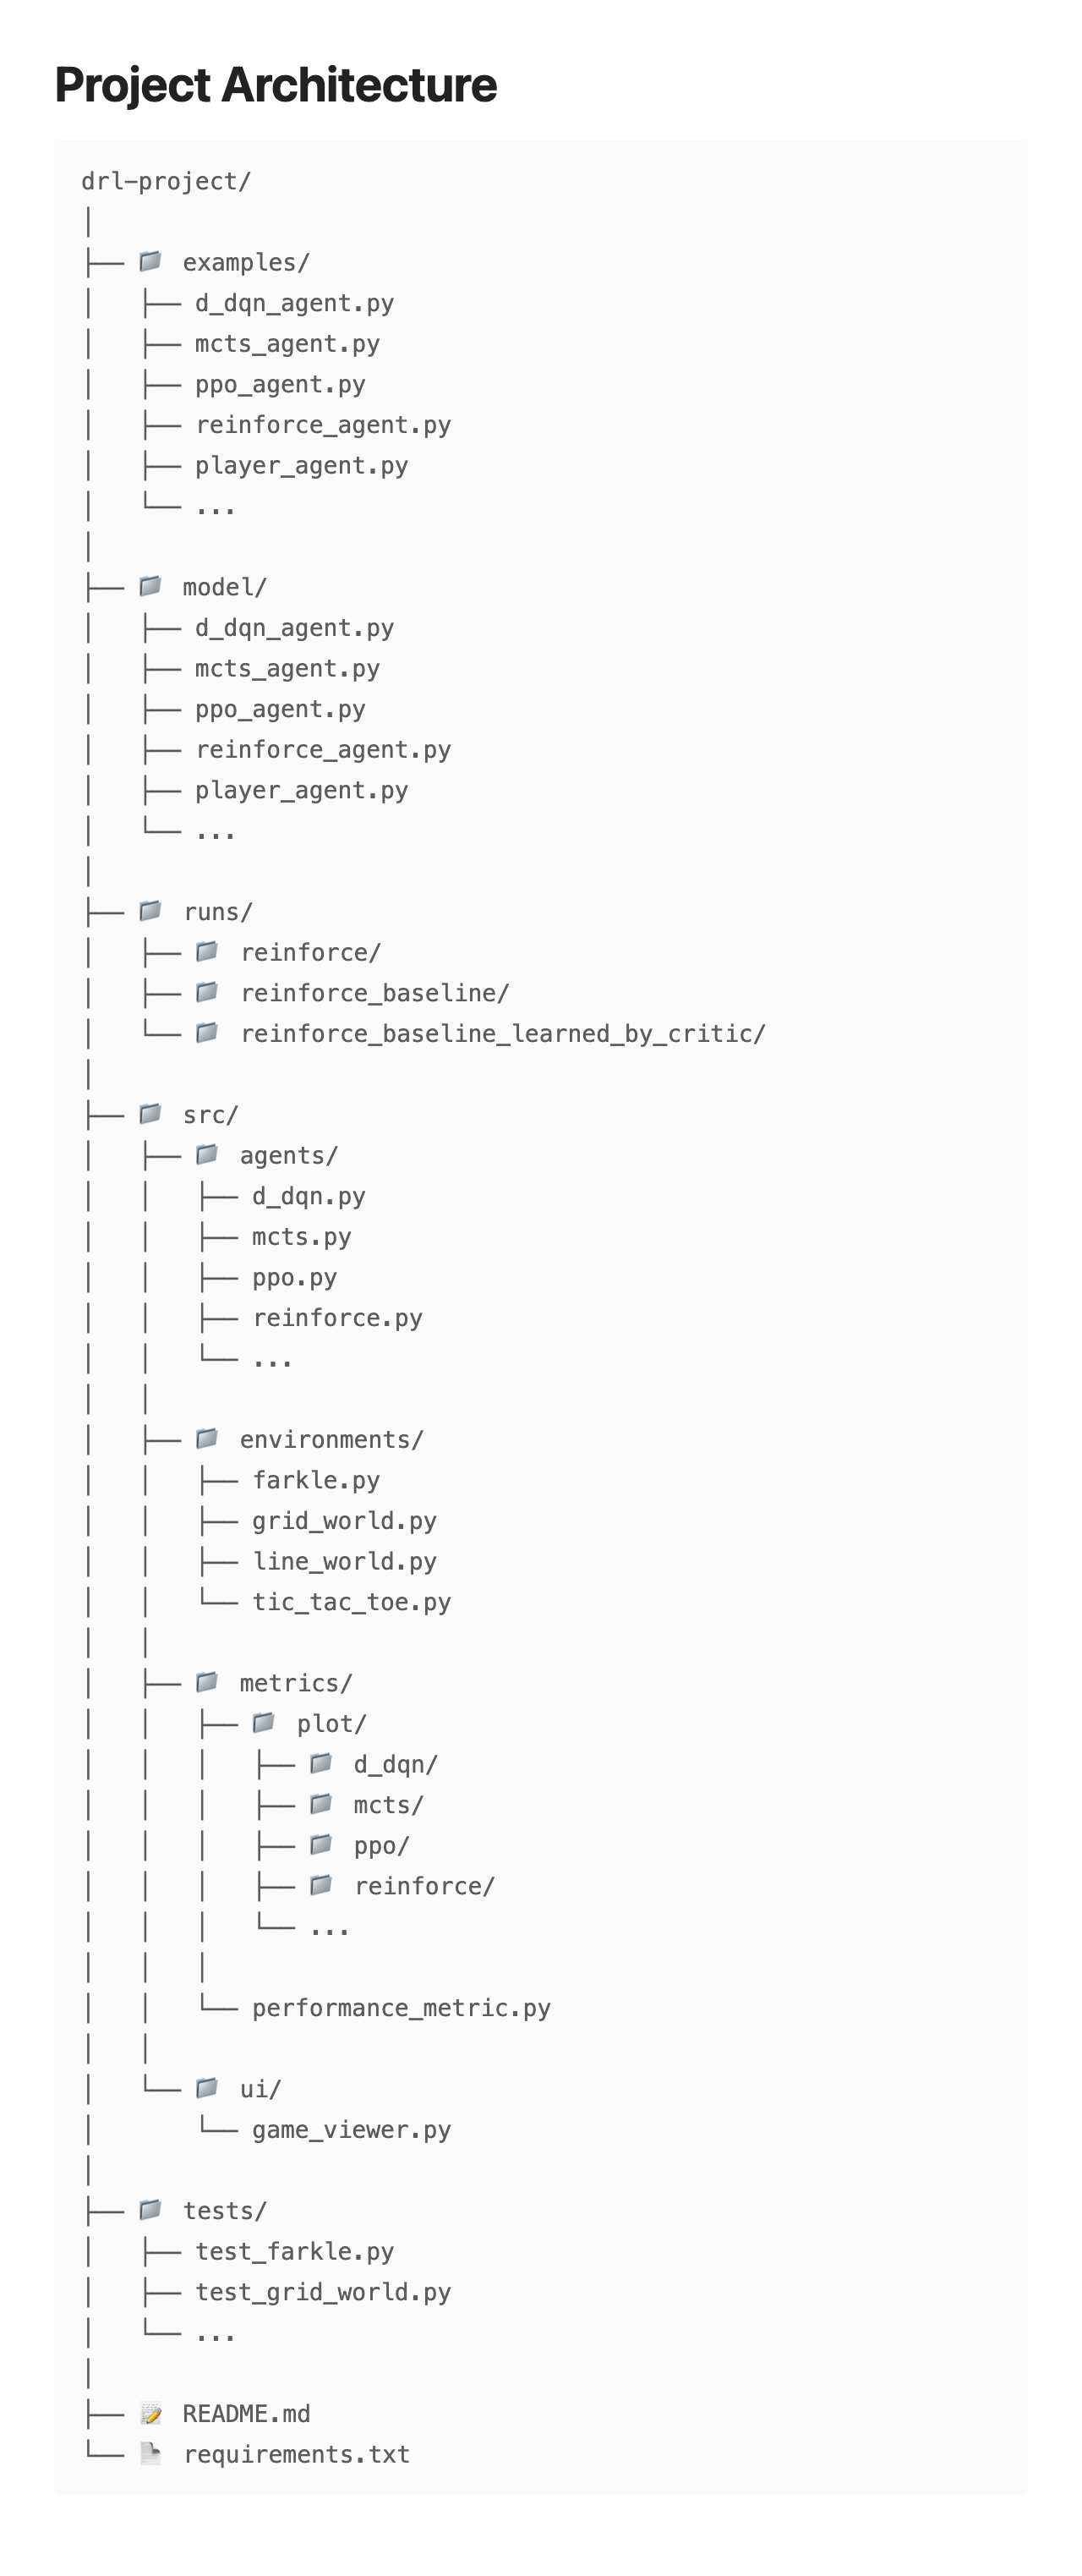 Project Architecture
drl-project/
│
├── 📁 examples/
│   ├── d_dqn_agent.py
│   ├── mcts_agent.py
│   ├── ppo_agent.py
│   ├── reinforce_agent.py
│   ├── player_agent.py
│   └── ...
│
├── 📁 model/
│   ├── d_dqn_agent.py
│   ├── mcts_agent.py
│   ├── ppo_agent.py
│   ├── reinforce_agent.py
│   ├── player_agent.py
│   └── ...
│
├── 📁 runs/
│   ├── 📁 reinforce/
│   ├── 📁 reinforce_baseline/
│   └── 📁 reinforce_baseline_learned_by_critic/
│
├── 📁 src/
│   ├── 📁 agents/
│   │   ├── d_dqn.py
│   │   ├── mcts.py
│   │   ├── ppo.py
│   │   ├── reinforce.py
│   │   └── ...
│   │
│   ├── 📁 environments/
│   │   ├── farkle.py
│   │   ├── grid_world.py
│   │   ├── line_world.py
│   │   └── tic_tac_toe.py
│   │
│   ├── 📁 metrics/
│   │   ├── 📁 plot/
│   │   │   ├── 📁 d_dqn/
│   │   │   ├── 📁 mcts/
│   │   │   ├── 📁 ppo/
│   │   │   ├── 📁 reinforce/
│   │   │   └── ...
│   │   │
│   │   └── performance_metric.py
│   │
│   └── 📁 ui/
│       └── game_viewer.py
│
├── 📁 tests/
│   ├── test_farkle.py
│   ├── test_grid_world.py
│   └── ...
│
├── 📝 README.md
└── 📄 requirements.txt